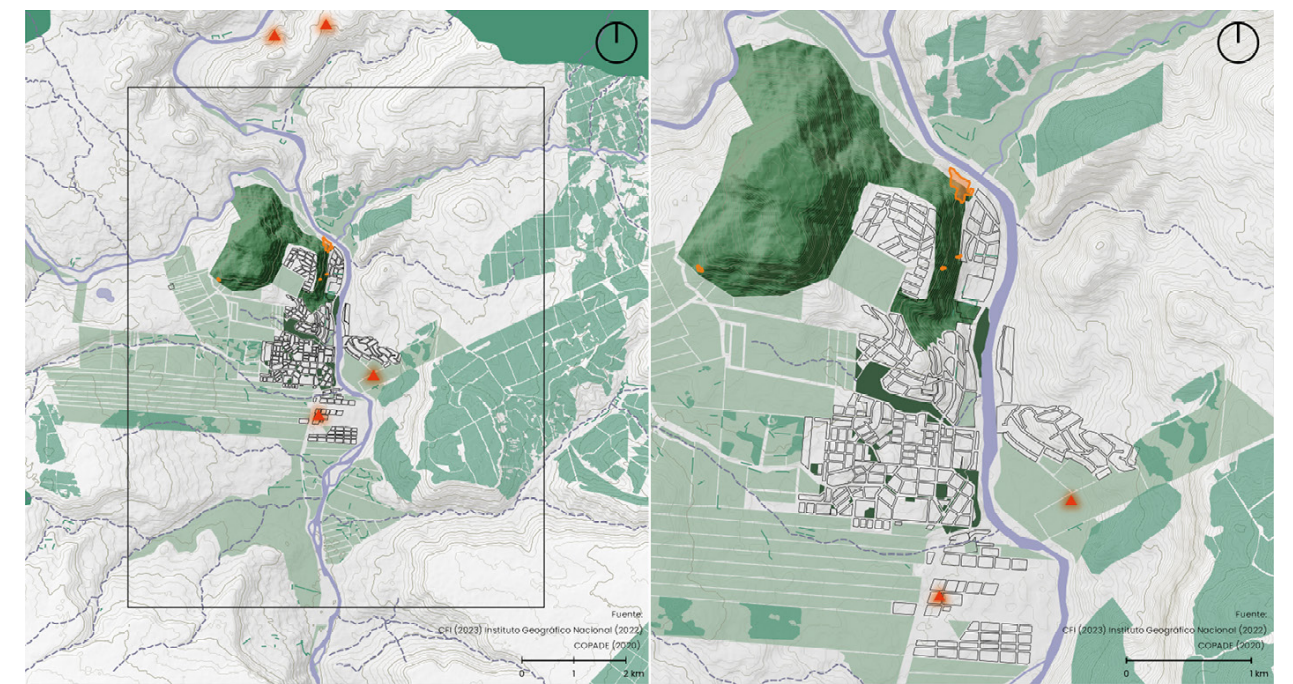 Fuente:
CFI (2023) Instituto Geográfico Nacional (2022)
COPADE (2020)
0 1 2 km
Fuente:
CFI (2023) Instituto Geográfico Nacional (2022)
COPADE (2020)
0 1 km